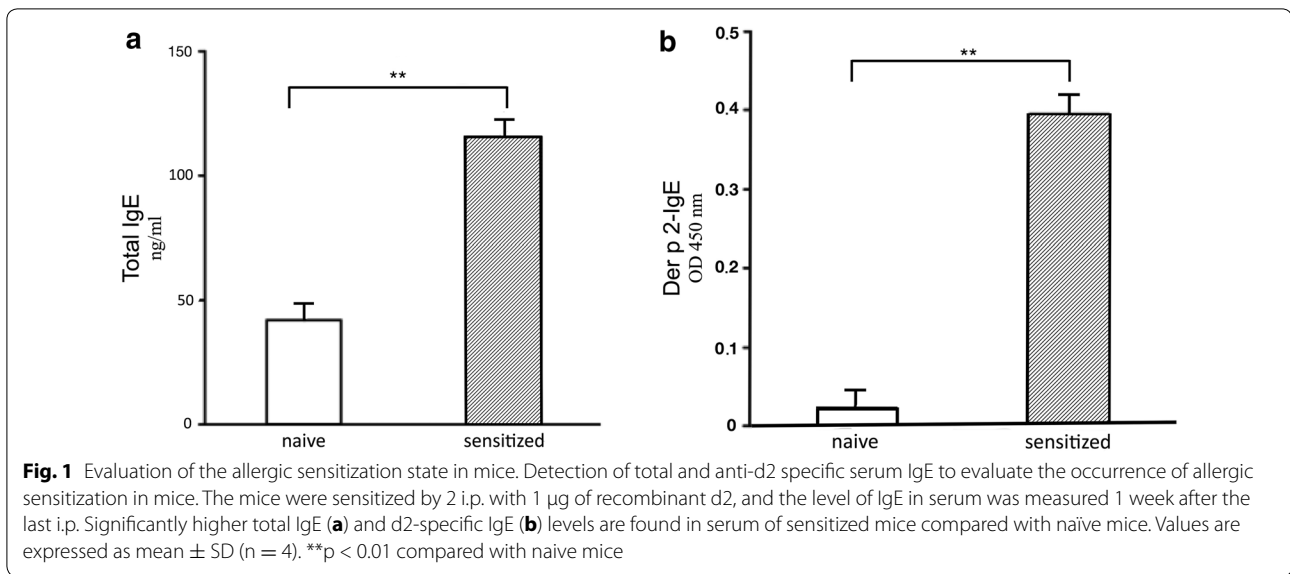 a
150
**
100
50
0
Total IgE
ng/ml
naive
sensitized
b
0.5
**
0.4
0.3
0.2
0.1
0
Der p 2-IgE
OD 450 nm
naive
sensitized
Fig. 1 Evaluation of the allergic sensitization state in mice. Detection of total and anti-d2 specific serum IgE to evaluate the occurrence of allergic
sensitization in mice. The mice were sensitized by 2 i.p. with 1 µg of recombinant d2, and the level of IgE in serum was measured 1 week after the
last i.p. Significantly higher total IgE (a) and d2-specific IgE (b) levels are found in serum of sensitized mice compared with naïve mice. Values are
expressed as mean ± SD (n = 4). **p < 0.01 compared with naive mice